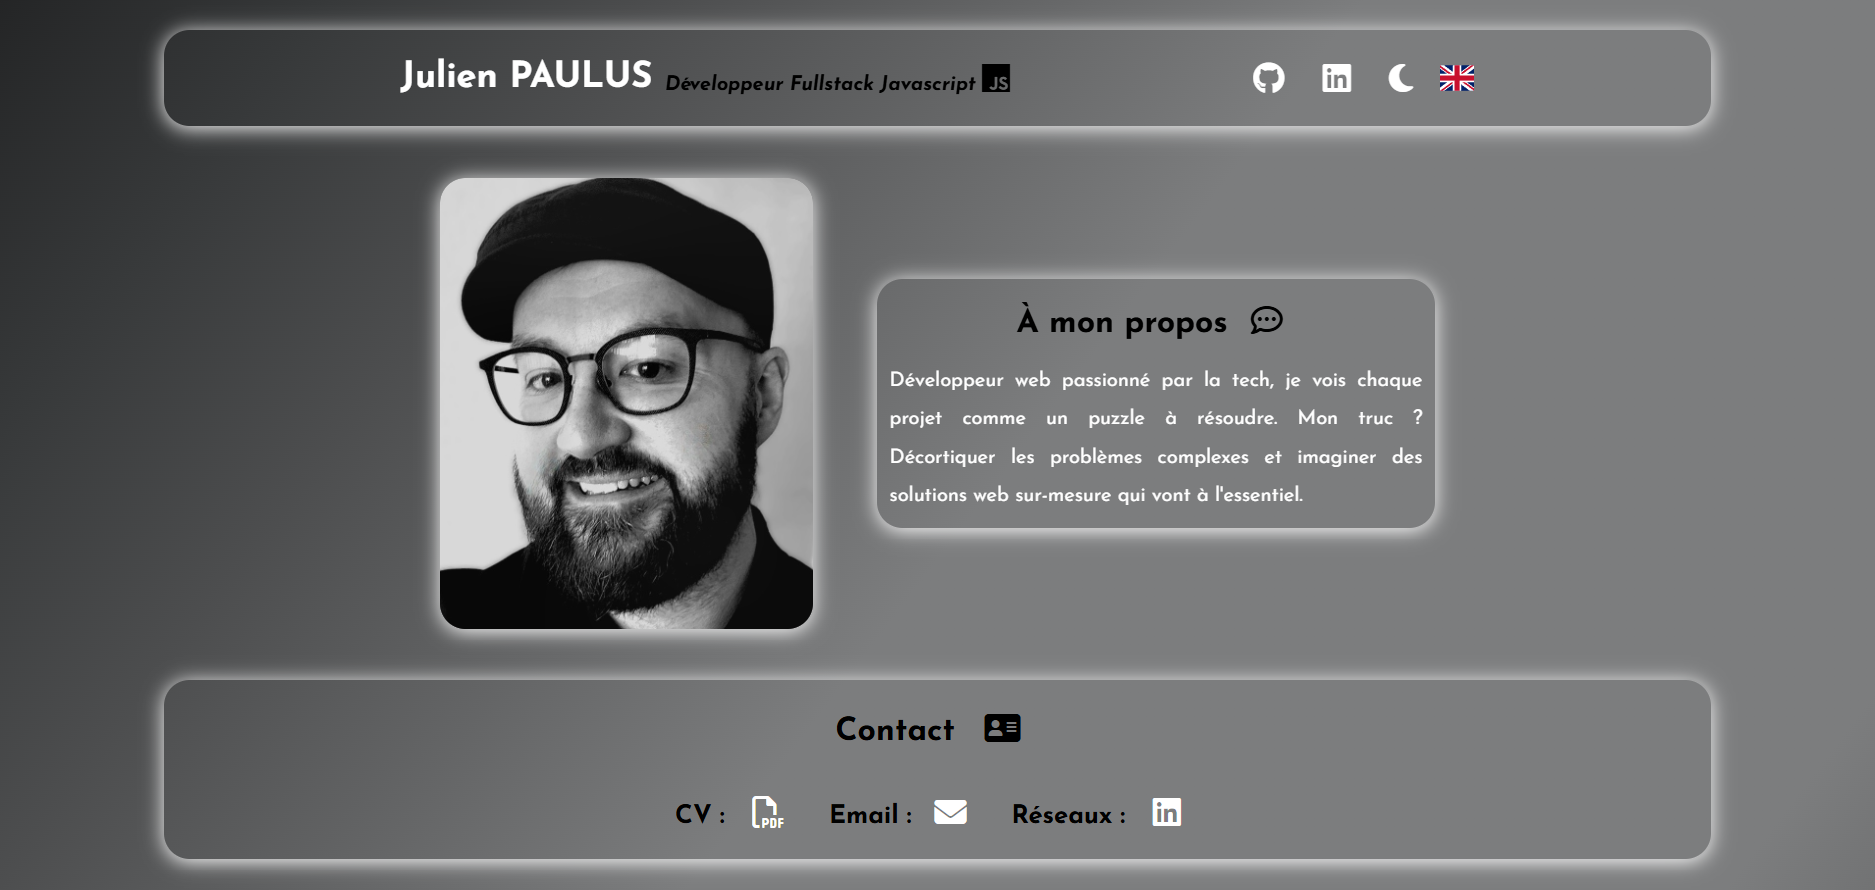 Julien PAULUS Développeur Fullstack Javascript JS
in
À mon propos
Développeur web passionné par la tech, je vois chaque
projet comme un puzzle à résoudre. Mon truc ?
Décortiquer les problèmes complexes et imaginer des
solutions web sur-mesure qui vont à l'essentiel.
Contact
CV : PDF Email : Réseaux : in